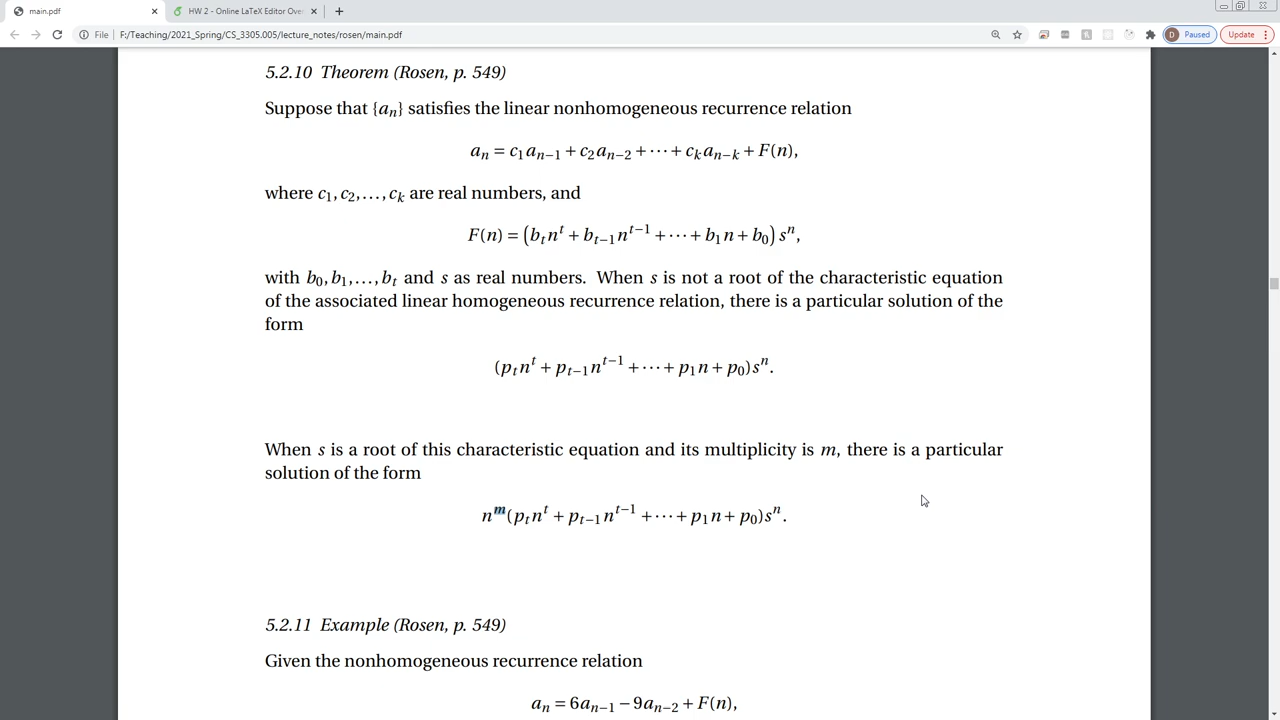 main.pdf
HW 2 - Online LaTeX Editor Ove
File | F:/Teaching/2021_Spring/CS_3305.005/lecture_notes/rosen/main.pdf
D Paused
Update
5.2.10 Theorem (Rosen, p. 549)
Suppose that {aₙ} satisfies the linear nonhomogeneous recurrence relation
aₙ = c₁aₙ₋₁ + c₂aₙ₋₂ + ⋯ + cₖaₙ₋ₖ + F(n),
where c₁, c₂, …, cₖ are real numbers, and
F(n) = (bₜnᵗ + bₜ₋₁nᵗ⁻¹ + ⋯ + b₁n + b₀) sⁿ,
with b₀, b₁, …, bₜ and s as real numbers. When s is not a root of the characteristic equation
of the associated linear homogeneous recurrence relation, there is a particular solution of the
form
(pₜnᵗ + pₜ₋₁nᵗ⁻¹ + ⋯ + p₁n + p₀)sⁿ.
When s is a root of this characteristic equation and its multiplicity is m, there is a particular
solution of the form
nᵐ(pₜnᵗ + pₜ₋₁nᵗ⁻¹ + ⋯ + p₁n + p₀)sⁿ.
5.2.11 Example (Rosen, p. 549)
Given the nonhomogeneous recurrence relation
aₙ = 6aₙ₋₁ − 9aₙ₋₂ + F(n),